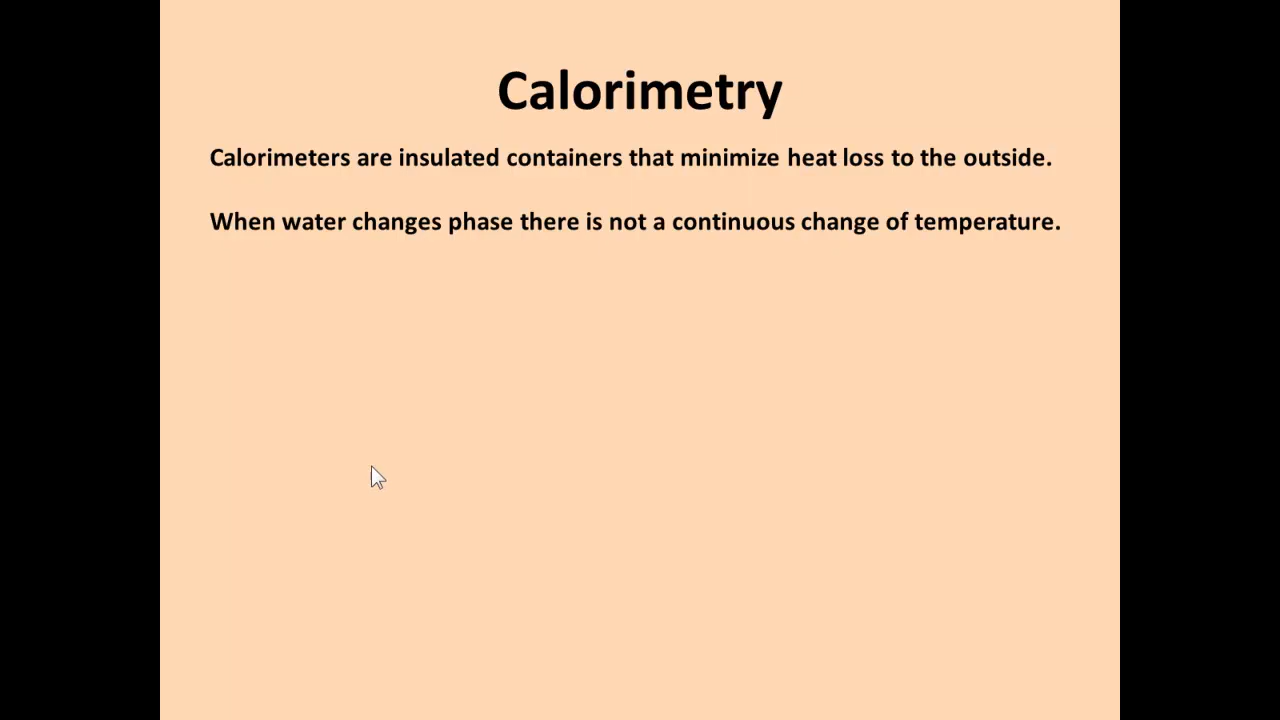 Calorimetry
Calorimeters are insulated containers that minimize heat loss to the outside.
When water changes phase there is not a continuous change of temperature.